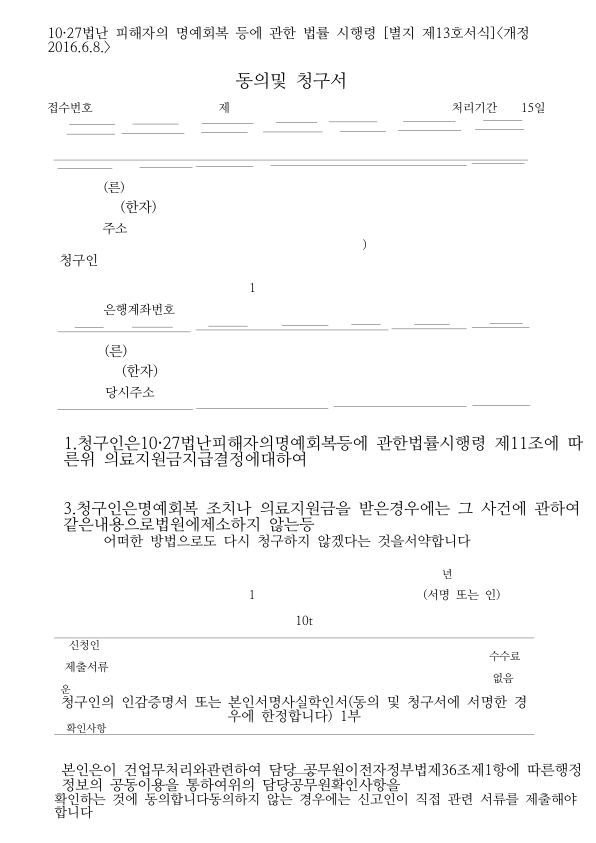 10·27법난 피해자의 명예회복 등에 관한 법률 시행령 [별지 제13호서식]<개정
2016.6.8.>
동의및 청구서
접수번호 제 처리기간 15일
(른)
(한자)
주소
)
청구인
1
은행계좌번호
(른)
(한자)
당시주소
1.청구인은10·27법난피해자의명예회복등에 관한법률시행령 제11조에 따
른위 의료지원금지급결정에대하여
3.청구인은명예회복 조치나 의료지원금을 받은경우에는 그 사건에 관하여
같은내용으로법원에제소하지 않는등
어떠한 방법으로도 다시 청구하지 않겠다는 것을서약합니다
년
1 (서명 또는 인)
10t
신청인
수수료
제출서류
없음
운
청구인의 인감증명서 또는 본인서명사실학인서(동의 및 청구서에 서명한 경
우에 한정합니다) 1부
확인사항
본인은이 건업무처리와관련하여 담당 공무원이전자정부법제36조제1항에 따른행정
정보의 공동이용을 통하여위의 담당공무원확인사항을
확인하는 것에 동의합니다동의하지 않는 경우에는 신고인이 직접 관련 서류를 제출해야
합니다